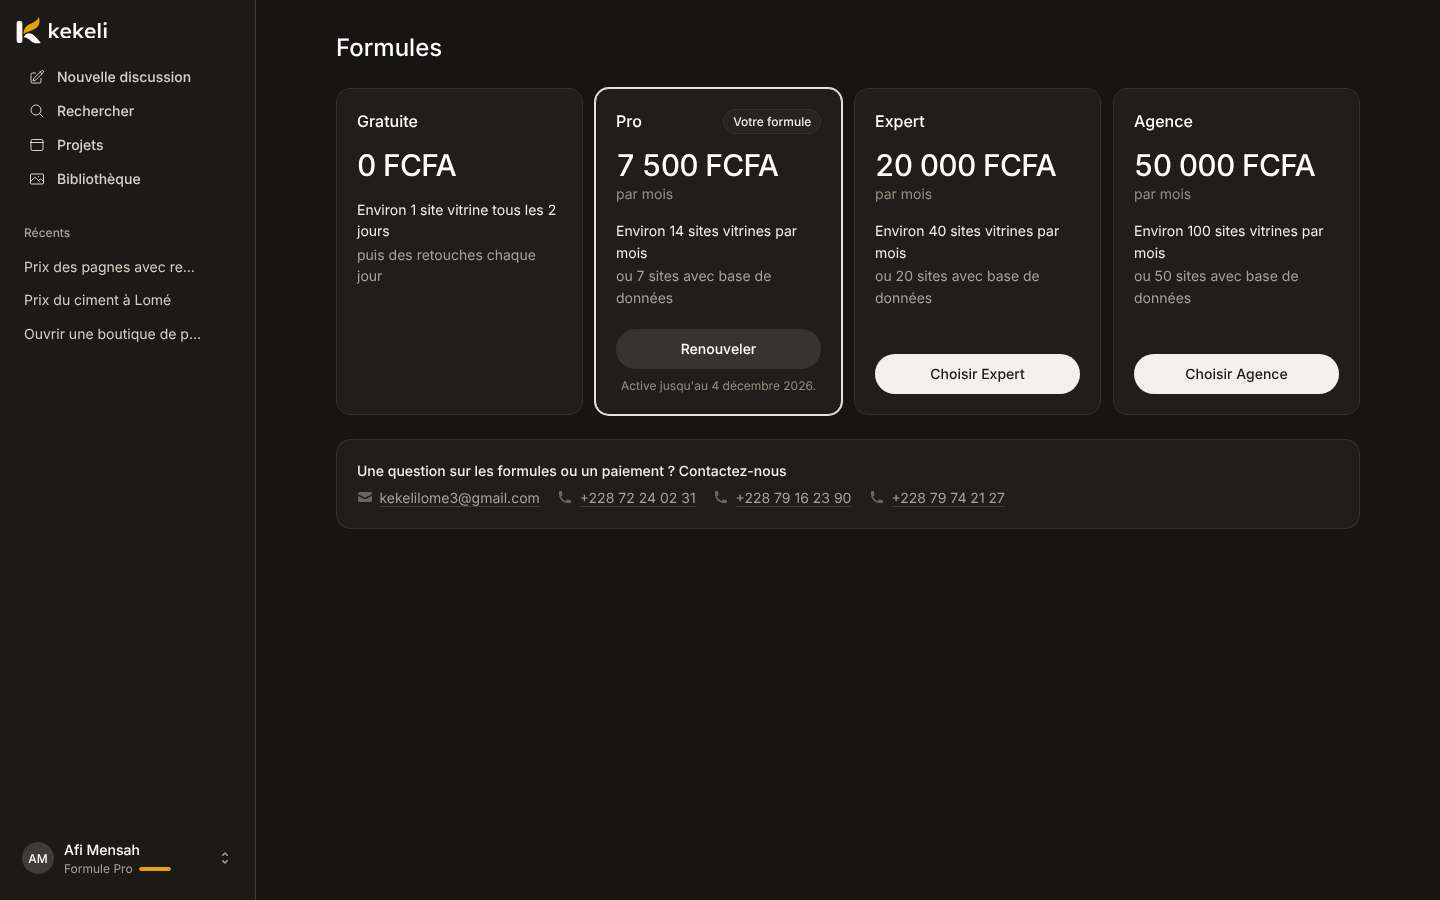 kekeli
Nouvelle discussion
Rechercher
Projets
Bibliothèque
Récents
Prix des pagnes avec re...
Prix du ciment à Lomé
Ouvrir une boutique de p...
AM
Afi Mensah
Formule Pro
Formules
Gratuite
0 FCFA
Environ 1 site vitrine tous les 2
jours
puis des retouches chaque
jour
Pro
Votre formule
7 500 FCFA
par mois
Environ 14 sites vitrines par
mois
ou 7 sites avec base de
données
Renouveler
Active jusqu'au 4 décembre 2026.
Expert
20 000 FCFA
par mois
Environ 40 sites vitrines par
mois
ou 20 sites avec base de
données
Choisir Expert
Agence
50 000 FCFA
par mois
Environ 100 sites vitrines par
mois
ou 50 sites avec base de
données
Choisir Agence
Une question sur les formules ou un paiement ? Contactez-nous
kekelilome3@gmail.com +228 72 24 02 31 +228 79 16 23 90 +228 79 74 21 27